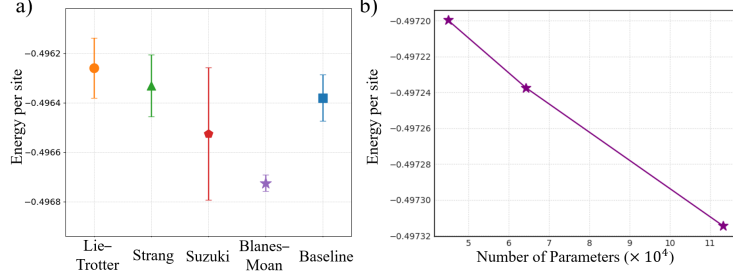 a)
Energy per site
−0.4962
−0.4964
−0.4966
−0.4968
Lie–
Trotter
Strang
Suzuki
Blanes–
Moan
Baseline
b)
Energy per site
−0.49720
−0.49722
−0.49724
−0.49726
−0.49728
−0.49730
−0.49732
5 6 7 8 9 10 11
Number of Parameters (× 10⁴)